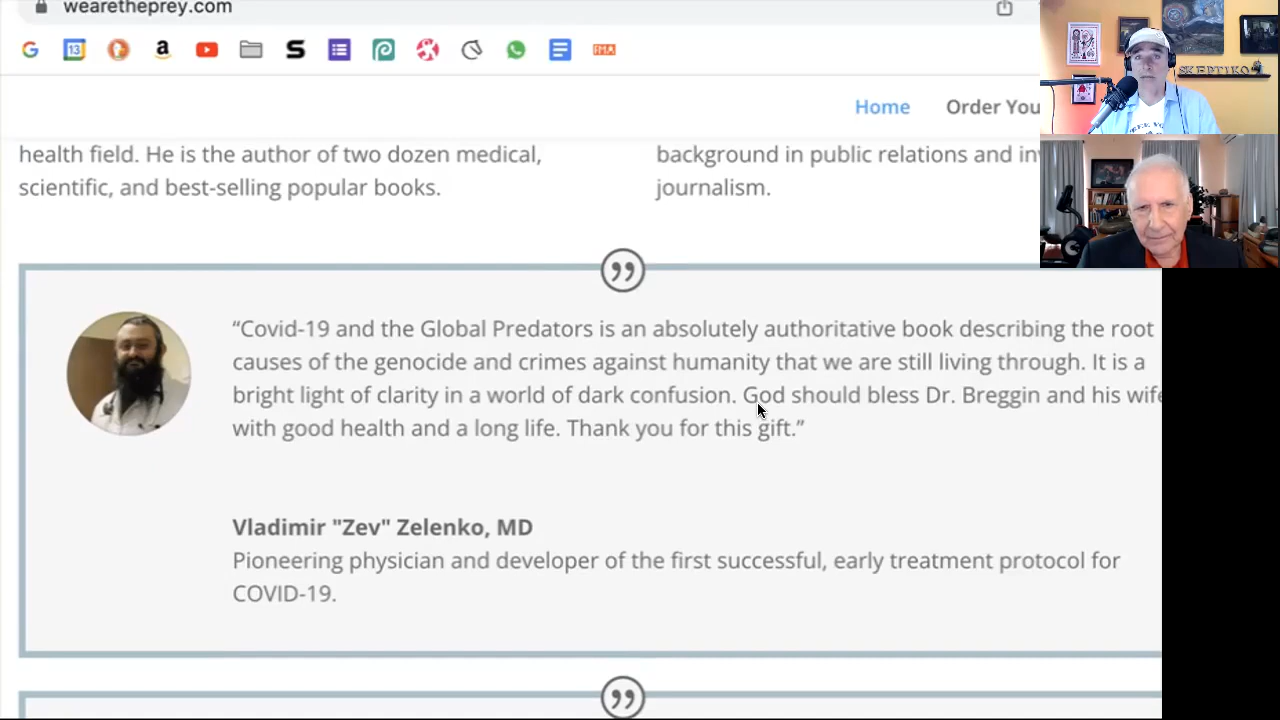 wearetheprey.com
13
a
S
FMA
SKEPTIKO
Home Order You
health field. He is the author of two dozen medical,
scientific, and best-selling popular books.
background in public relations and inv
journalism.
“Covid-19 and the Global Predators is an absolutely authoritative book describing the root
causes of the genocide and crimes against humanity that we are still living through. It is a
bright light of clarity in a world of dark confusion. God should bless Dr. Breggin and his wife
with good health and a long life. Thank you for this gift.”
Vladimir "Zev" Zelenko, MD
Pioneering physician and developer of the first successful, early treatment protocol for
COVID-19.